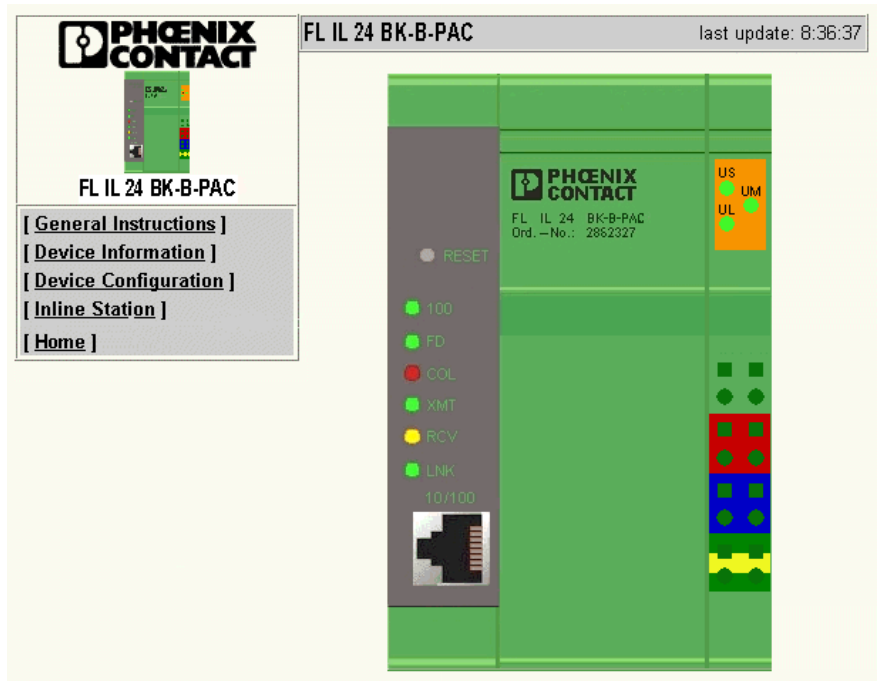 PHŒNIX
CONTACT
FL IL 24 BK-B-PAC
[ General Instructions ]
[ Device Information ]
[ Device Configuration ]
[ Inline Station ]
[ Home ]
FL IL 24 BK-B-PAC last update: 8:36:37
PHŒNIX
CONTACT
FL IL 24 BK-B-PAC
Ord.-No.: 2862327
US
UM
UL
RESET
100
FD
COL
XMT
RCV
LNK
10/100